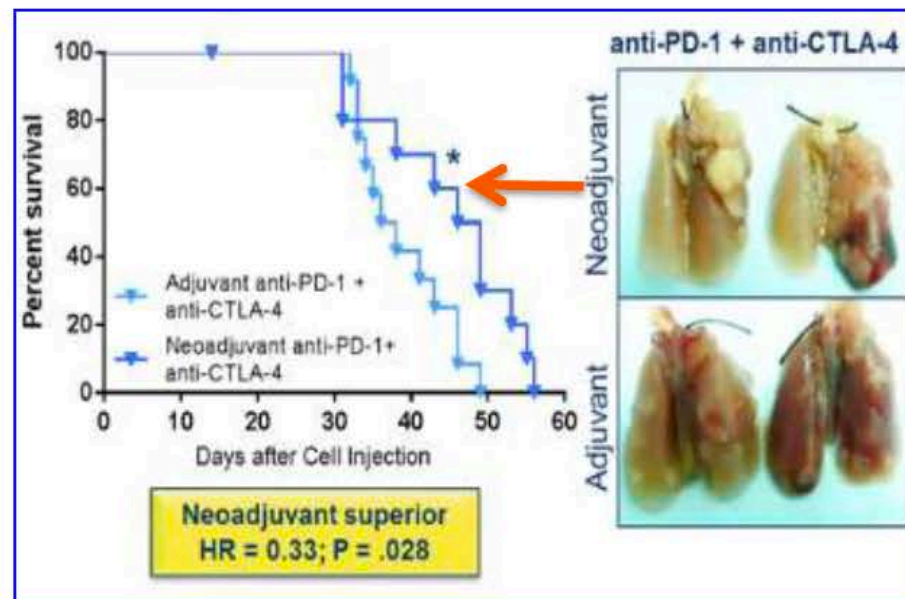 100
80
60
40
20
0
Percent survival
*
Adjuvant anti-PD-1 +
anti-CTLA-4
Neoadjuvant anti-PD-1+
anti-CTLA-4
0 10 20 30 40 50 60
Days after Cell Injection
Neoadjuvant superior
HR = 0.33; P = .028
anti-PD-1 + anti-CTLA-4
Neoadjuvant
Adjuvant